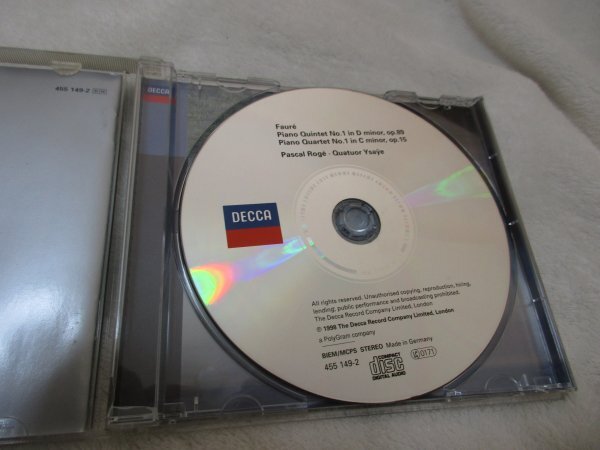 455 149-2
DECCA
Fauré
Piano Quintet No.1 in D minor, op.89
Piano Quartet No.1 in C minor, op.15
Pascal Rogé · Quatuor Ysaÿe
DECCA
All rights reserved. Unauthorised copying, reproduction, hiring,
lending, public performance and broadcasting prohibited.
The Decca Record Company Limited, London
℗ 1998 The Decca Record Company Limited, London
a PolyGram company
BIEM/MCPS STEREO Made in Germany
455 149-2
COMPACT
disc
DIGITAL AUDIO
0171